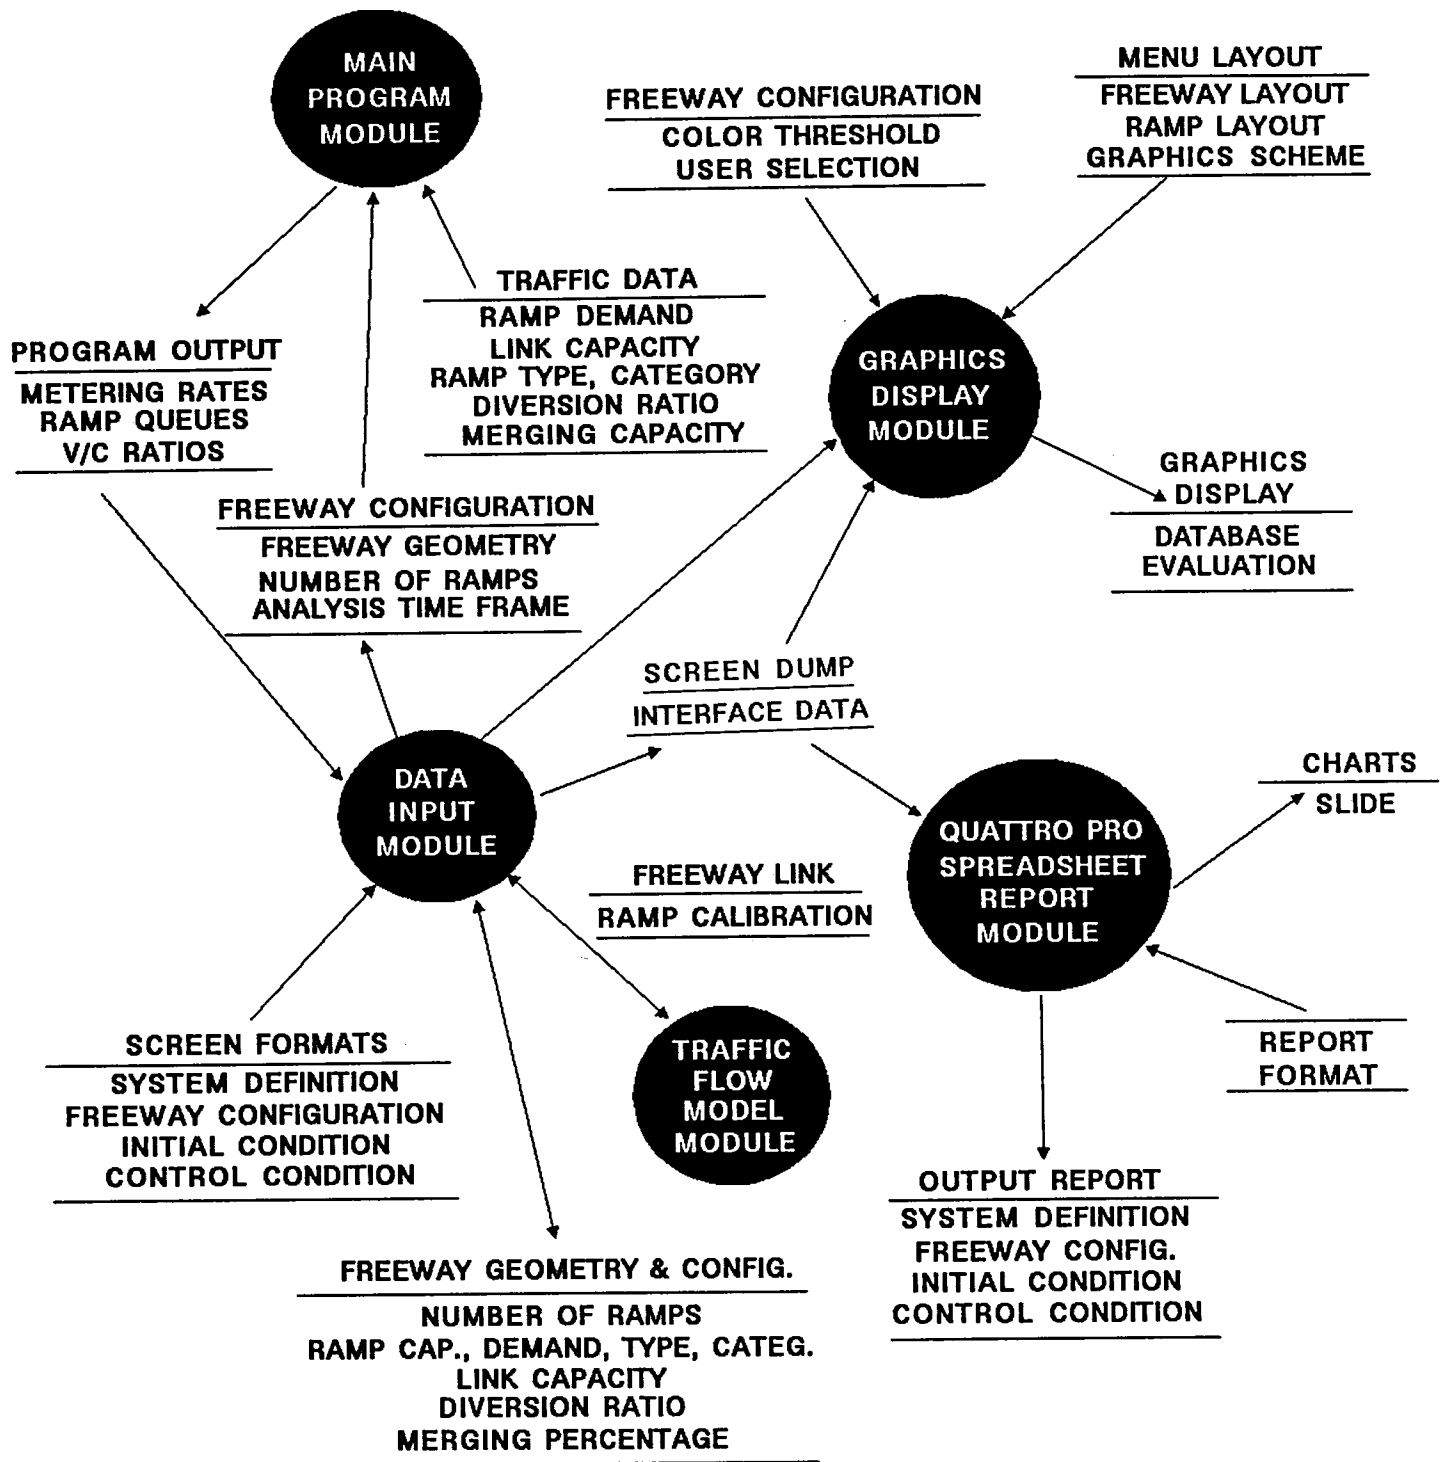 MAIN
PROGRAM
MODULE
FREEWAY CONFIGURATION
COLOR THRESHOLD
USER SELECTION
MENU LAYOUT
FREEWAY LAYOUT
RAMP LAYOUT
GRAPHICS SCHEME
TRAFFIC DATA
RAMP DEMAND
LINK CAPACITY
RAMP TYPE, CATEGORY
DIVERSION RATIO
MERGING CAPACITY
PROGRAM OUTPUT
METERING RATES
RAMP QUEUES
V/C RATIOS
GRAPHICS
DISPLAY
MODULE
GRAPHICS
DISPLAY
DATABASE
EVALUATION
FREEWAY CONFIGURATION
FREEWAY GEOMETRY
NUMBER OF RAMPS
ANALYSIS TIME FRAME
SCREEN DUMP
INTERFACE DATA
DATA
INPUT
MODULE
CHARTS
SLIDE
QUATTRO PRO
SPREADSHEET
REPORT
MODULE
FREEWAY LINK
RAMP CALIBRATION
SCREEN FORMATS
SYSTEM DEFINITION
FREEWAY CONFIGURATION
INITIAL CONDITION
CONTROL CONDITION
TRAFFIC
FLOW
MODEL
MODULE
REPORT
FORMAT
OUTPUT REPORT
SYSTEM DEFINITION
FREEWAY CONFIG.
INITIAL CONDITION
CONTROL CONDITION
FREEWAY GEOMETRY & CONFIG.
NUMBER OF RAMPS
RAMP CAP., DEMAND, TYPE, CATEG.
LINK CAPACITY
DIVERSION RATIO
MERGING PERCENTAGE